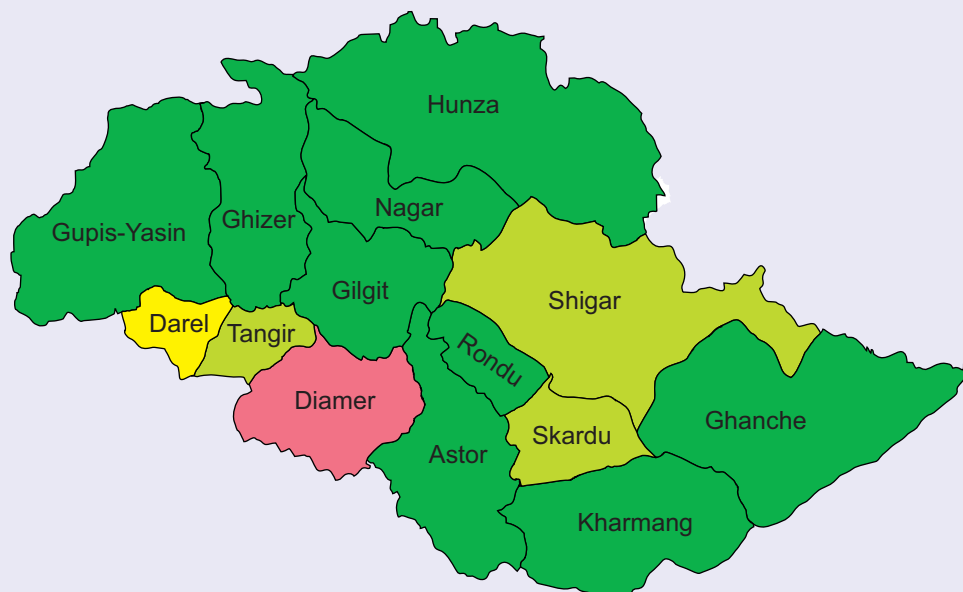 Hunza
Nagar
Ghizer
Gupis-Yasin
Gilgit
Shigar
Darel
Tangir
Rondu
Diamer
Ghanche
Skardu
Astor
Kharmang